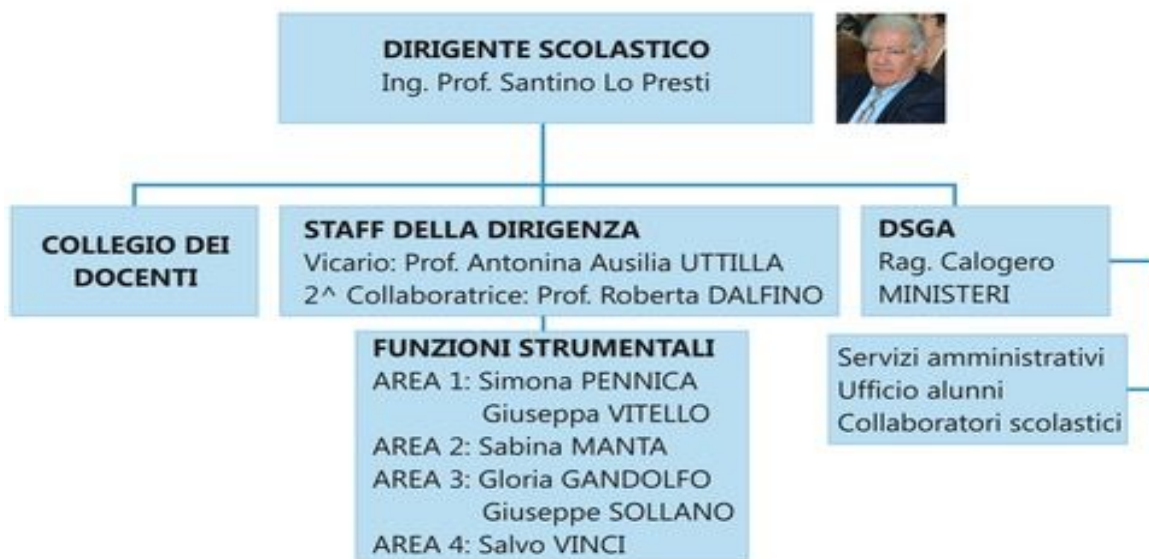 DIRIGENTE SCOLASTICO
Ing. Prof. Santino Lo Presti
COLLEGIO DEI
DOCENTI
STAFF DELLA DIRIGENZA
Vicario: Prof. Antonina Ausilia UTTILLA
2^ Collaboratrice: Prof. Roberta DALFINO
DSGA
Rag. Calogero
MINISTERI
FUNZIONI STRUMENTALI
AREA 1: Simona PENNICA
Giuseppa VITELLO
AREA 2: Sabina MANTA
AREA 3: Gloria GANDOLFO
Giuseppe SOLLANO
AREA 4: Salvo VINCI
Servizi amministrativi
Ufficio alunni
Collaboratori scolastici